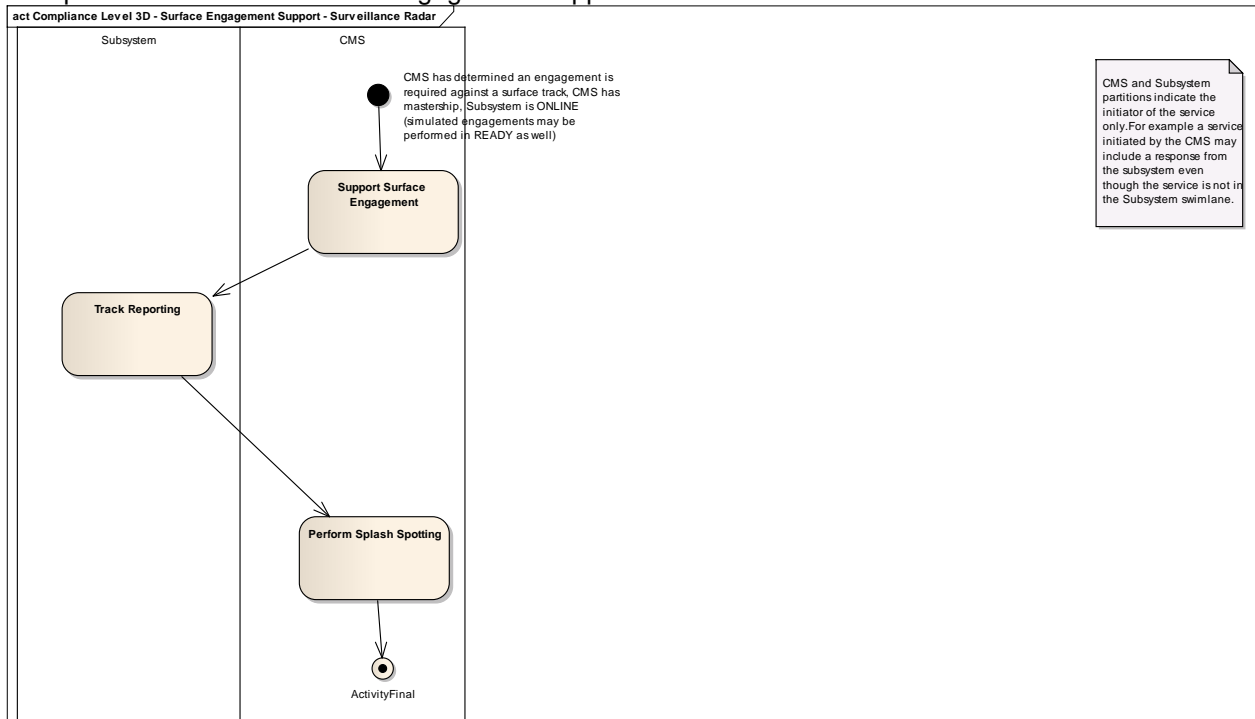 act Compliance Level 3D - Surface Engagement Support - Surveillance Radar
Subsystem
CMS
CMS has determined an engagement is
required against a surface track, CMS has
mastership, Subsystem is ONLINE
(simulated engagements may be
performed in READY as well)
CMS and Subsystem
partitions indicate the
initiator of the service
only.For example a service
initiated by the CMS may
include a response from
the subsystem even
though the service is not in
the Subsystem swimlane.
Support Surface
Engagement
Track Reporting
Perform Splash Spotting
ActivityFinal